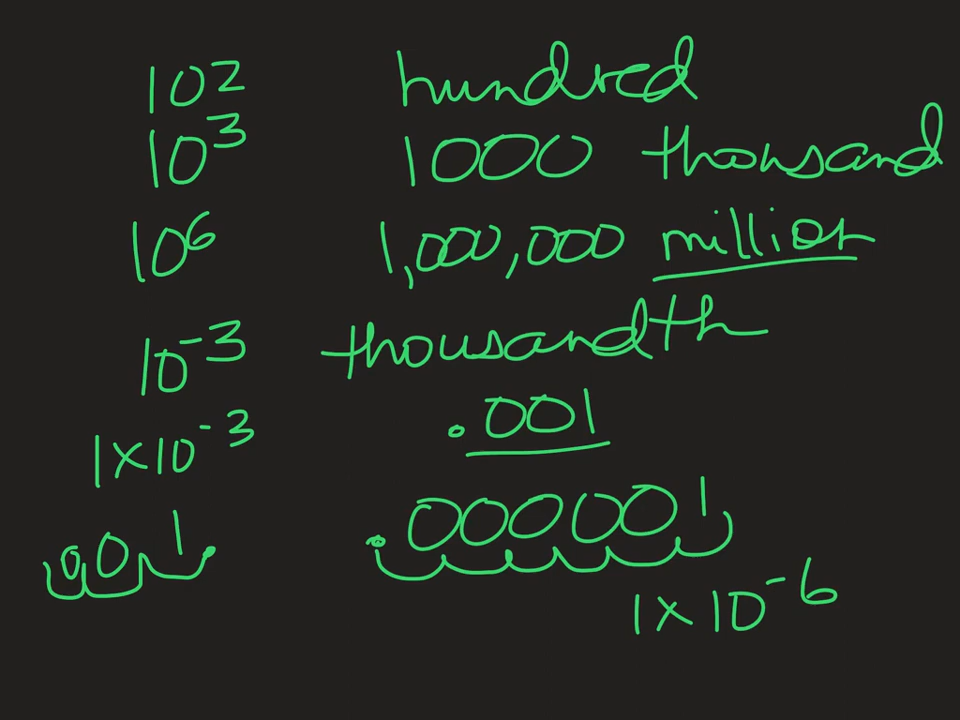 10² hundred
10³ 1000 thousand
10⁶ 1,000,000 million
10⁻³ thousandth
.001
1×10⁻³
.000001
001.
1×10⁻⁶